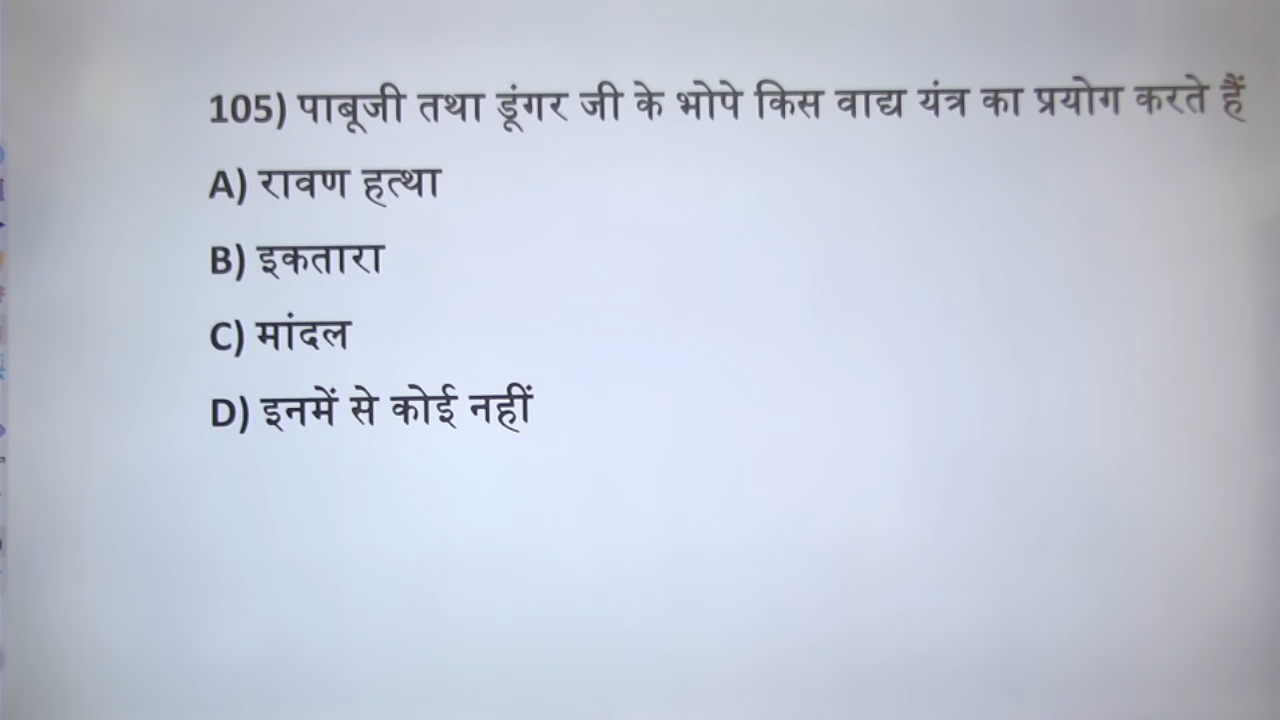 105) पाबूजी तथा डूंगर जी के भोपे किस वाद्य यंत्र का प्रयोग करते हैं
A) रावण हत्था
B) इकतारा
C) मांदल
D) इनमें से कोई नहीं